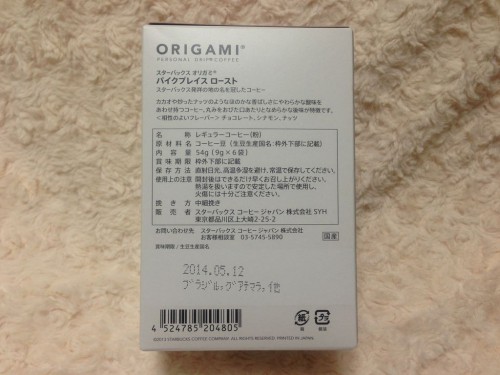 ORIGAMI®
PERSONAL DRIP® COFFEE
スターバックス オリガミ®
パイクプレイス ロースト
スターバックス発祥の地の名を冠したコーヒー
カカオや炒ったナッツのようなほのかな香ばしさにやわらかな酸味を
あわせ持つコーヒー。丸みをおびた口あたりとなめらかな後味が特徴です。
<相性のよいフレーバー> チョコレート、シナモン、ナッツ
名 称 レギュラーコーヒー(粉)
原材料名 コーヒー豆 (生豆生産国名:枠外下部に記載)
内 容 量 54g (9g×6袋)
賞味期限 枠外下部に記載
保存方法 直射日光、高温多湿を避け、常温で保存してください。
使用上の注意 開封後はできるだけ早くお召し上がりください。
熱湯を扱いますので安定した場所で使用し、
火傷には十分ご注意ください。
挽 き 方 中細挽き
販 売 者 スターバックス コーヒー ジャパン 株式会社 SYH
東京都品川区上大崎2-25-2
お問い合わせ先 スターバックス コーヒー ジャパン 株式会社
お客様相談室 03-5745-5890
国産
賞味期限/生豆生産国名
2014.05.12
ブラジル,グアテマラ,他
4 524785 204805
紙
箱
プラ
©2013 STARBUCKS COFFEE COMPANY. ALL RIGHTS RESERVED. PRINTED IN JAPAN.